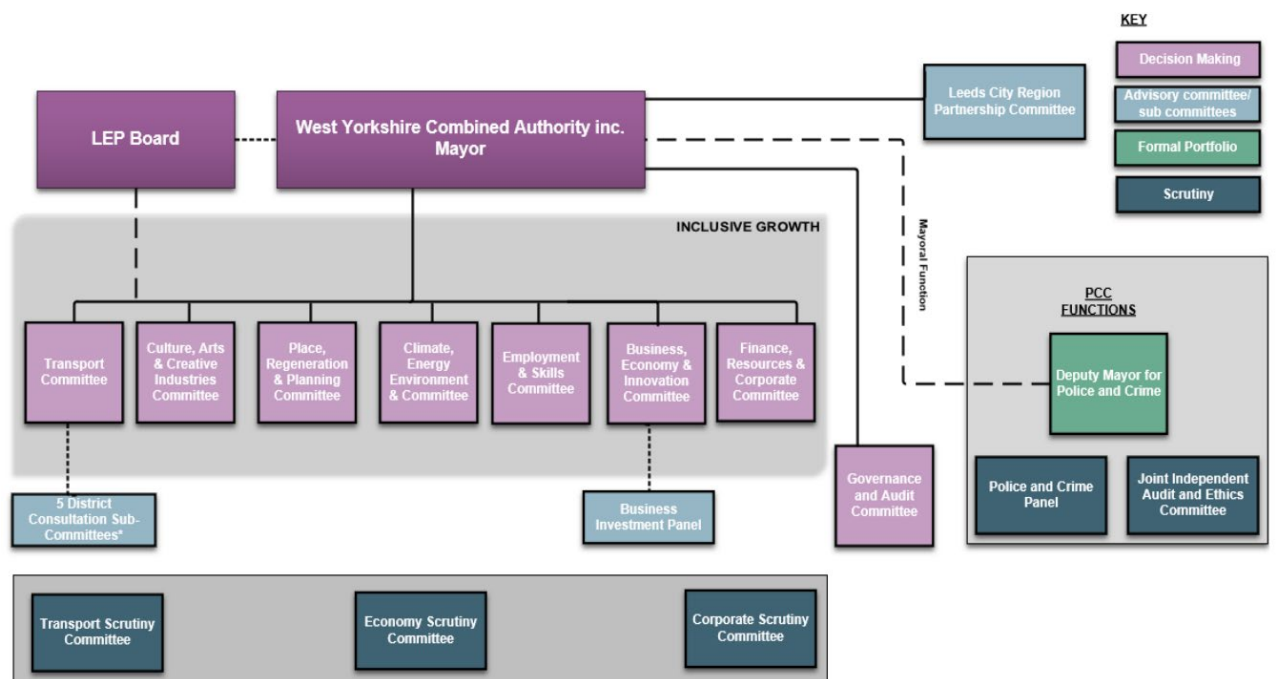 KEY
Decision Making
Advisory committee/
sub committees
Formal Portfolio
Scrutiny
Leeds City Region
Partnership Committee
LEP Board
West Yorkshire Combined Authority inc.
Mayor
INCLUSIVE GROWTH
Mayoral Function
Transport
Committee
Culture, Arts
& Creative
Industries
Committee
Place,
Regeneration
& Planning
Committee
Climate,
Energy
Environment
& Committee
Employment
& Skills
Committee
Business,
Economy &
Innovation
Committee
Finance,
Resources &
Corporate
Committee
PCC
FUNCTIONS
Deputy Mayor for
Police and Crime
Police and Crime
Panel
Joint Independent
Audit and Ethics
Committee
Governance
and Audit
Committee
5 District
Consultation Sub-
Committees*
Business
Investment Panel
Transport Scrutiny
Committee
Economy Scrutiny
Committee
Corporate Scrutiny
Committee